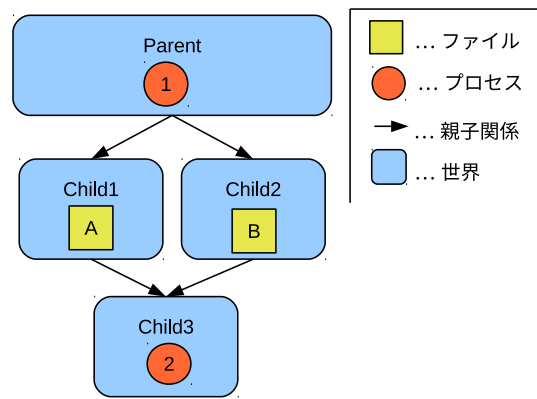 Parent
1
Child1
A
Child2
B
Child3
2
... ファイル
... プロセス
... 親子関係
... 世界